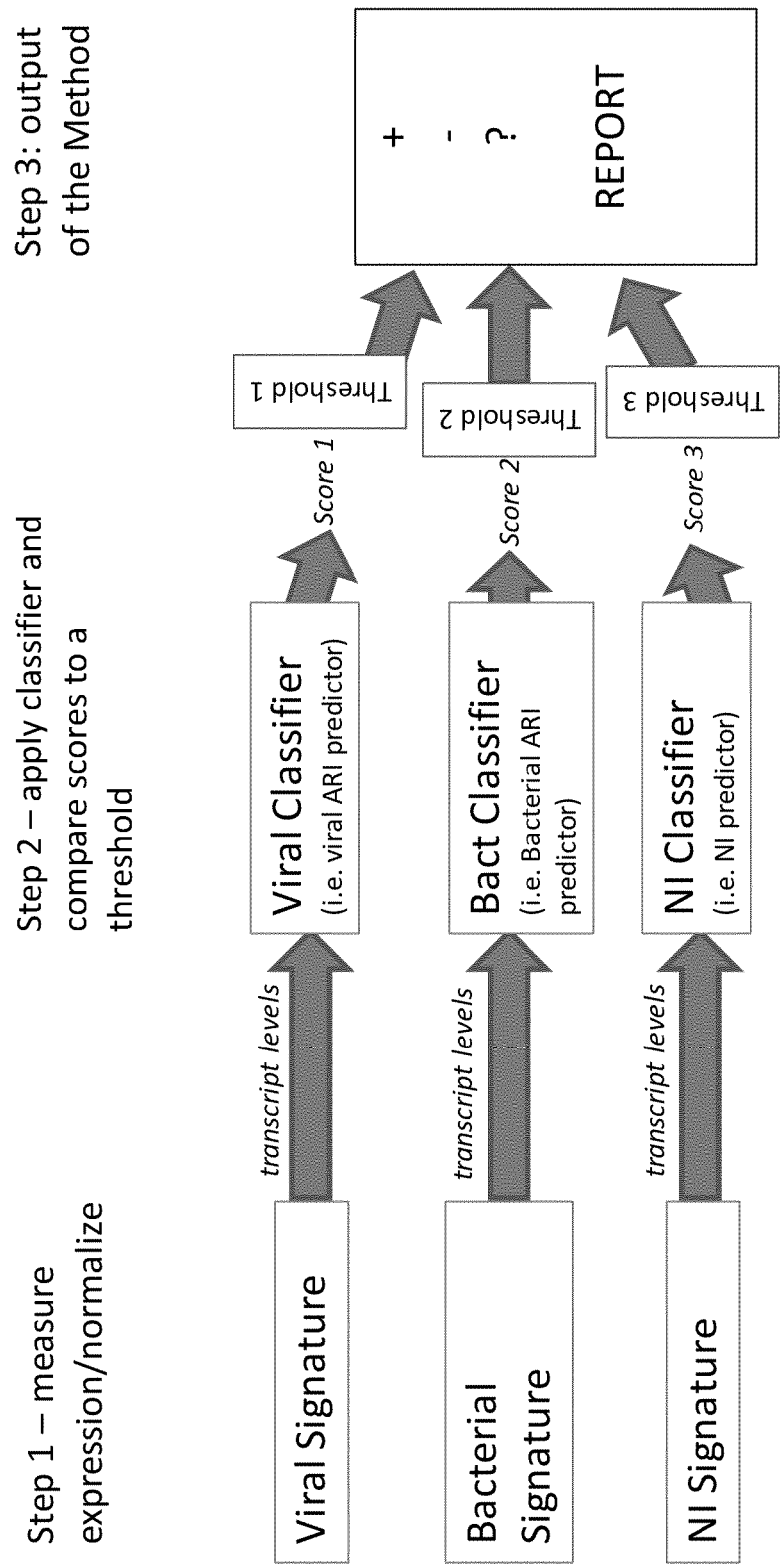 Step 1 – measure
expression/normalize
Step 2 – apply classifier and
compare scores to a
threshold
Step 3: output
of the Method
Viral Signature
transcript levels
Viral Classifier
(i.e. viral ARI predictor)
Score 1
Threshold 1
Bacterial
Signature
transcript levels
Bact Classifier
(i.e. Bacterial ARI
predictor)
Score 2
Threshold 2
NI Signature
transcript levels
NI Classifier
(i.e. NI predictor)
Score 3
Threshold 3
+
-
?
REPORT